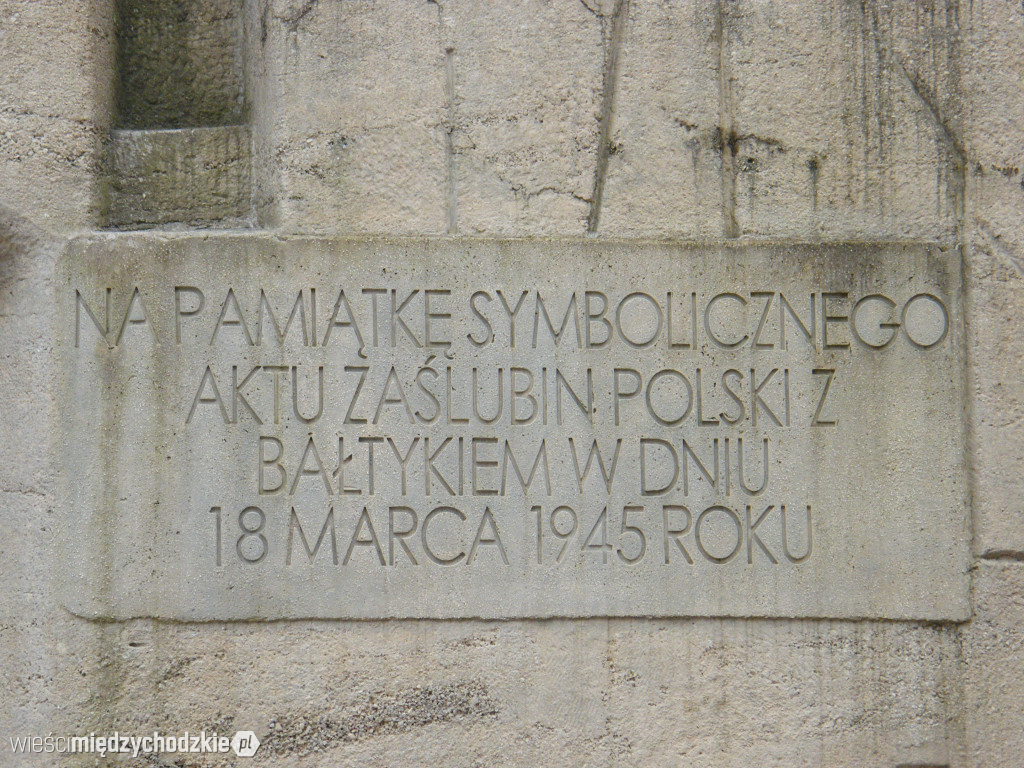 NA PAMIĄTKĘ SYMBOLICZNEGO
AKTU ZAŚLUBIN POLSKI Z
BAŁTYKIEM W DNIU
18 MARCA 1945 ROKU
wieścimiędzychodzkie.pl